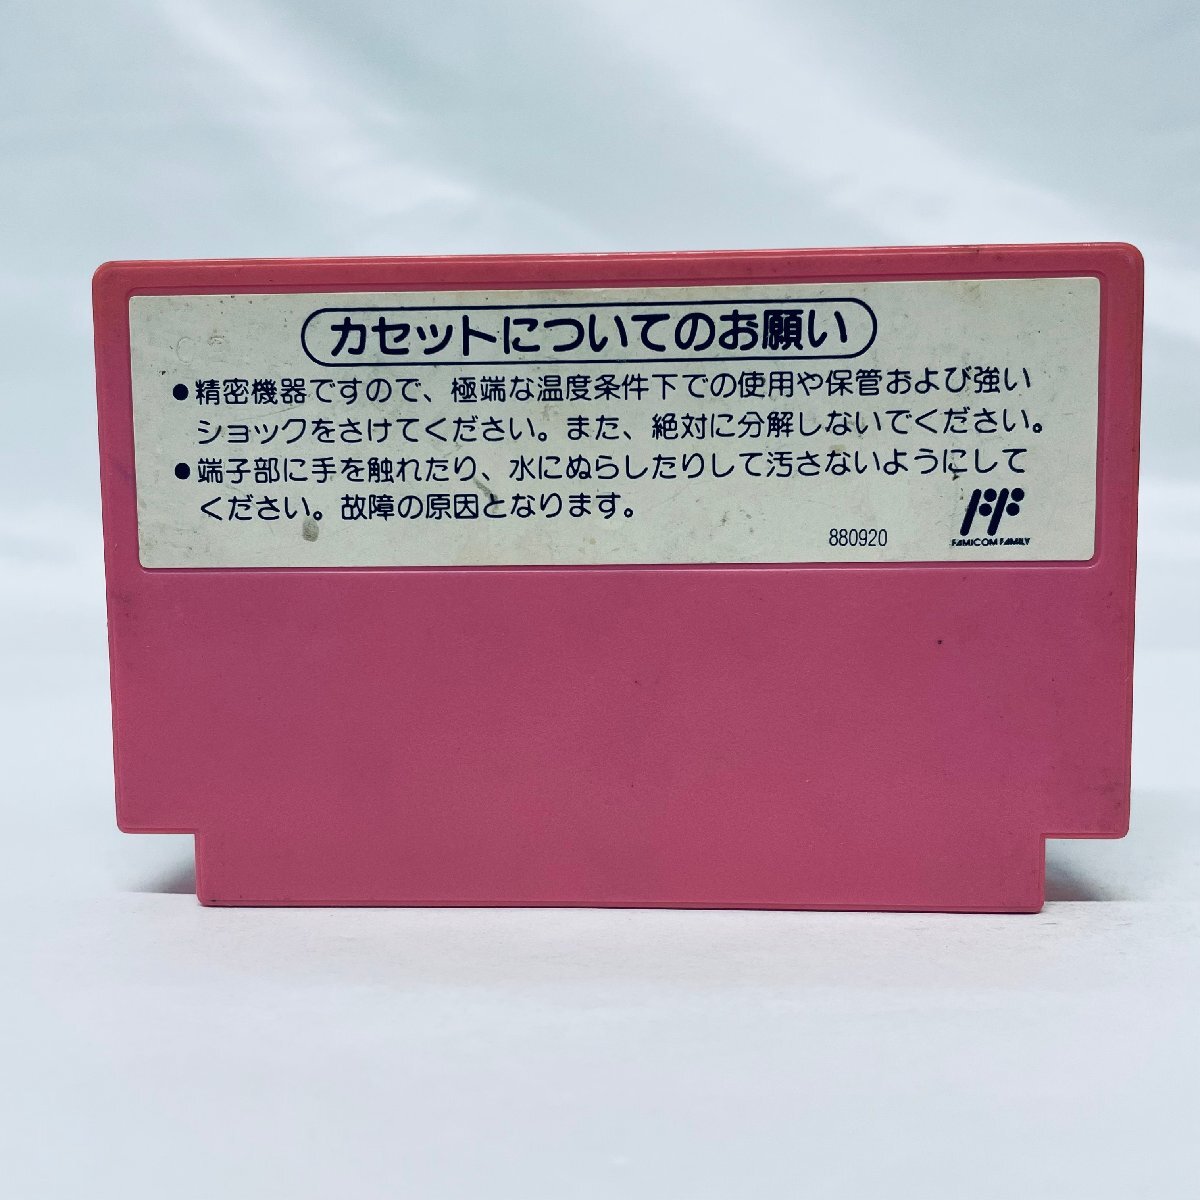 カセットについてのお願い
●精密機器ですので、極端な温度条件下での使用や保管および強い
ショックをさけてください。また、絶対に分解しないでください。
●端子部に手を触れたり、水にぬらしたりして汚さないようにして
ください。故障の原因となります。
880920
FAMICOM FAMILY